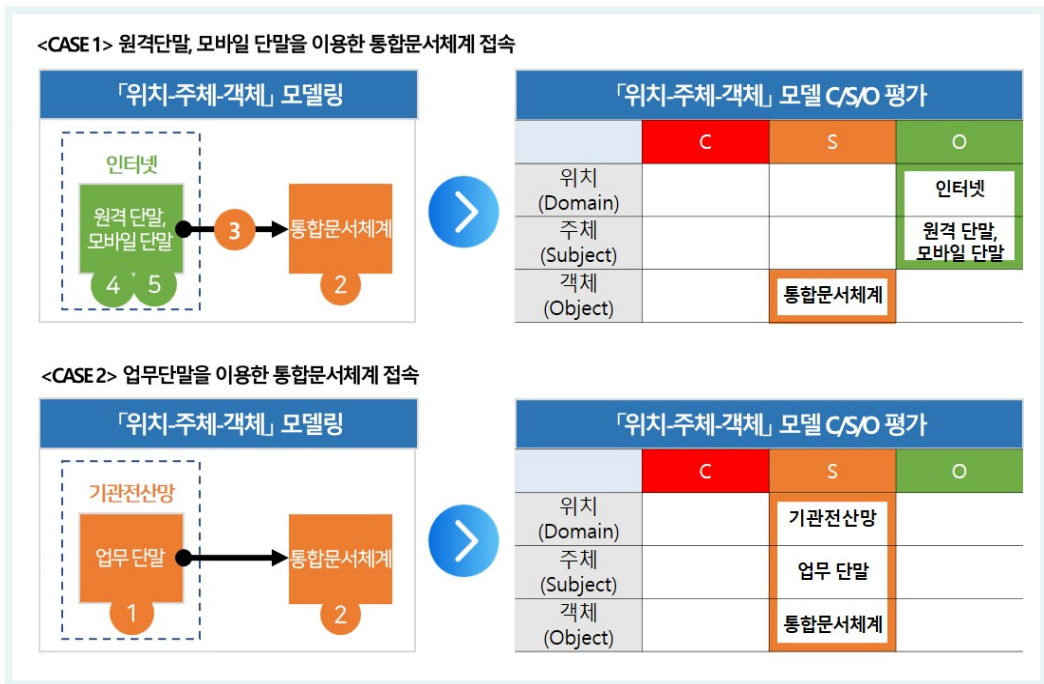 <CASE 1> 원격단말, 모바일 단말을 이용한 통합문서체계 접속
「위치-주체-객체」 모델링
인터넷
원격 단말,
모바일 단말
3
통합문서체계
4
5
2
「위치-주체-객체」 모델 C/S/O 평가
C
S
O
위치
(Domain)
인터넷
주체
(Subject)
원격 단말,
모바일 단말
객체
(Object)
통합문서체계
<CASE 2> 업무단말을 이용한 통합문서체계 접속
「위치-주체-객체」 모델링
기관전산망
업무 단말
통합문서체계
1
2
「위치-주체-객체」 모델 C/S/O 평가
C
S
O
위치
(Domain)
기관전산망
주체
(Subject)
업무 단말
객체
(Object)
통합문서체계